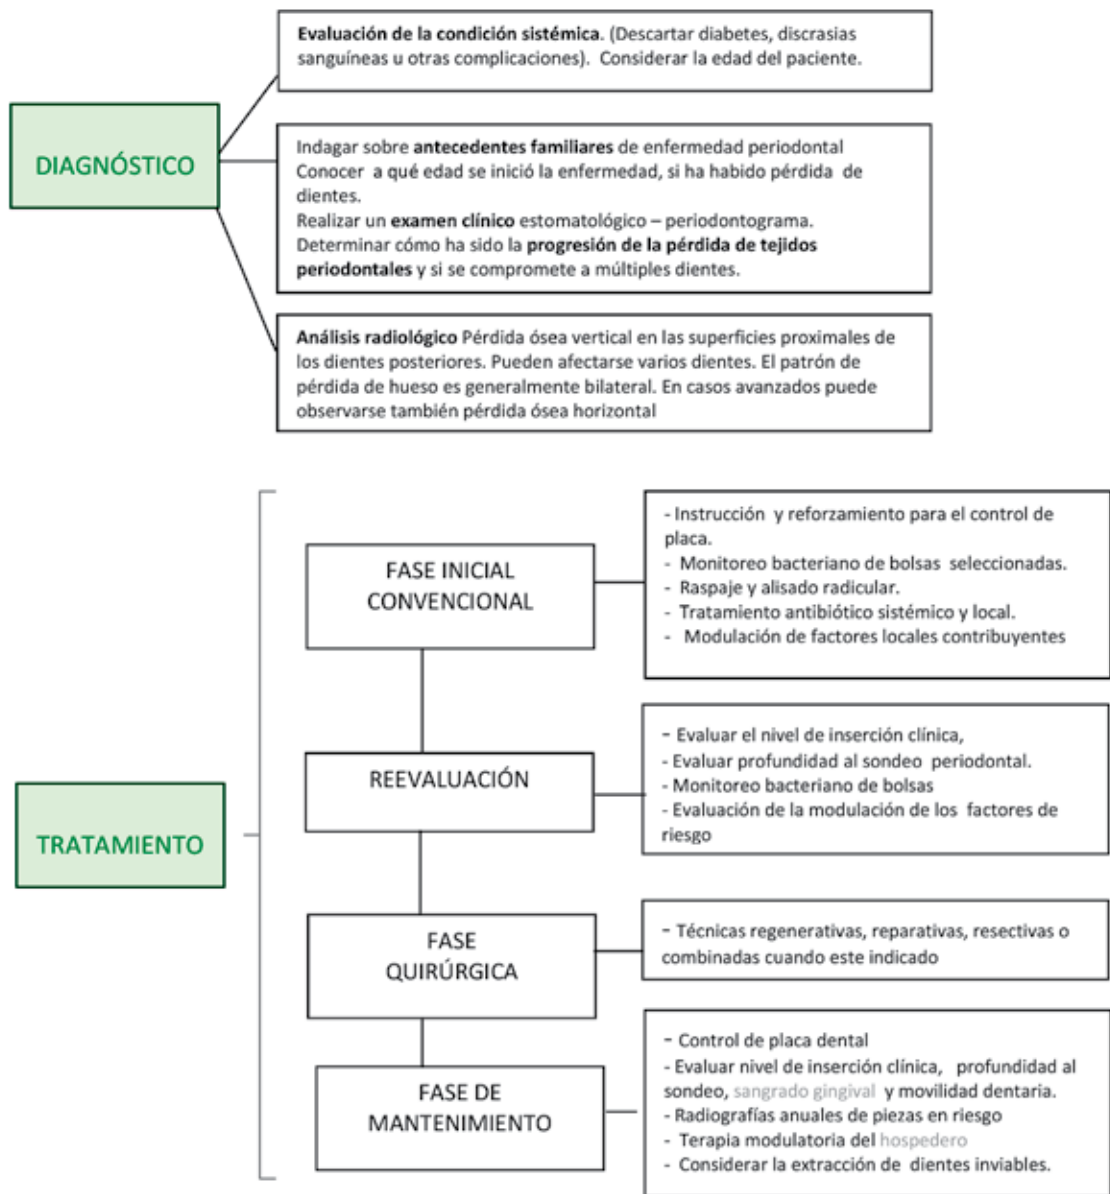 Evaluación de la condición sistémica. (Descartar diabetes, discrasias
sanguíneas u otras complicaciones).  Considerar la edad del paciente.
DIAGNÓSTICO
Indagar sobre antecedentes familiares de enfermedad periodontal
Conocer  a qué edad se inició la enfermedad, si ha habido pérdida  de
dientes.
Realizar un examen clínico estomatológico – periodontograma.
Determinar cómo ha sido la progresión de la pérdida de tejidos
periodontales y si se compromete a múltiples dientes.
Análisis radiológico Pérdida ósea vertical en las superficies proximales de
los dientes posteriores. Pueden afectarse varios dientes. El patrón de
pérdida de hueso es generalmente bilateral. En casos avanzados puede
observarse también pérdida ósea horizontal
TRATAMIENTO
FASE INICIAL
CONVENCIONAL
- Instrucción  y reforzamiento para el control de
placa.
-  Monitoreo bacteriano de bolsas  seleccionadas.
-  Raspaje y alisado radicular.
-  Tratamiento antibiótico sistémico y local.
-   Modulación de factores locales contribuyentes
REEVALUACIÓN
- Evaluar el nivel de inserción clínica,
- Evaluar profundidad al sondeo  periodontal.
- Monitoreo bacteriano de bolsas
- Evaluación de la modulación de los  factores de
riesgo
FASE
QUIRÚRGICA
- Técnicas regenerativas, reparativas, resectivas o
combinadas cuando este indicado
FASE DE
MANTENIMIENTO
- Control de placa dental
- Evaluar nivel de inserción clínica,   profundidad al
sondeo, sangrado gingival  y movilidad dentaria.
- Radiografías anuales de piezas en riesgo
-  Terapia modulatoria del hospedero
-  Considerar la extracción de  dientes inviables.